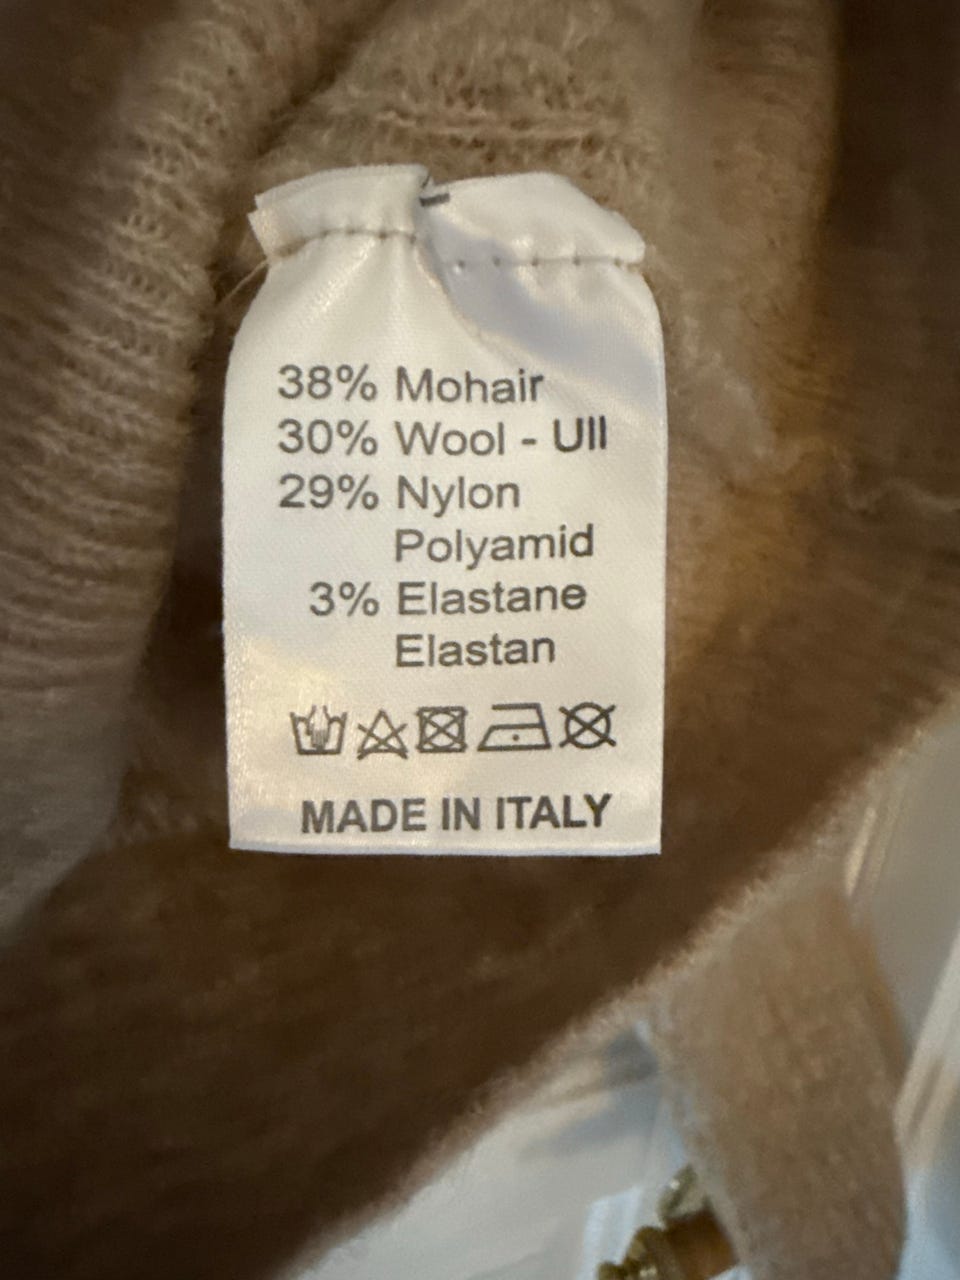 38% Mohair
30% Wool - Ull
29% Nylon
Polyamid
3% Elastane
Elastan
MADE IN ITALY